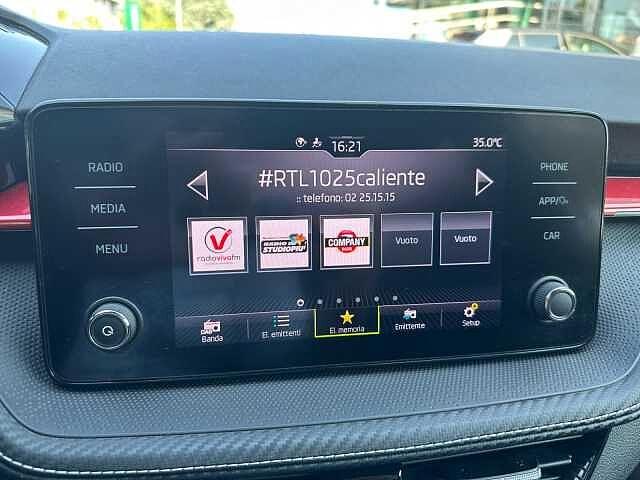 16:21
35.0°C
RADIO
MEDIA
MENU
#RTL1025caliente
:: telefono: 02 25.15.15
radiovivafm
RADIO
STUDIOPIU'
COMPANY
Vuoto
Vuoto
PHONE
APP/
CAR
DAB
Banda
El. emittenti
El. memoria
Emittente
Setup